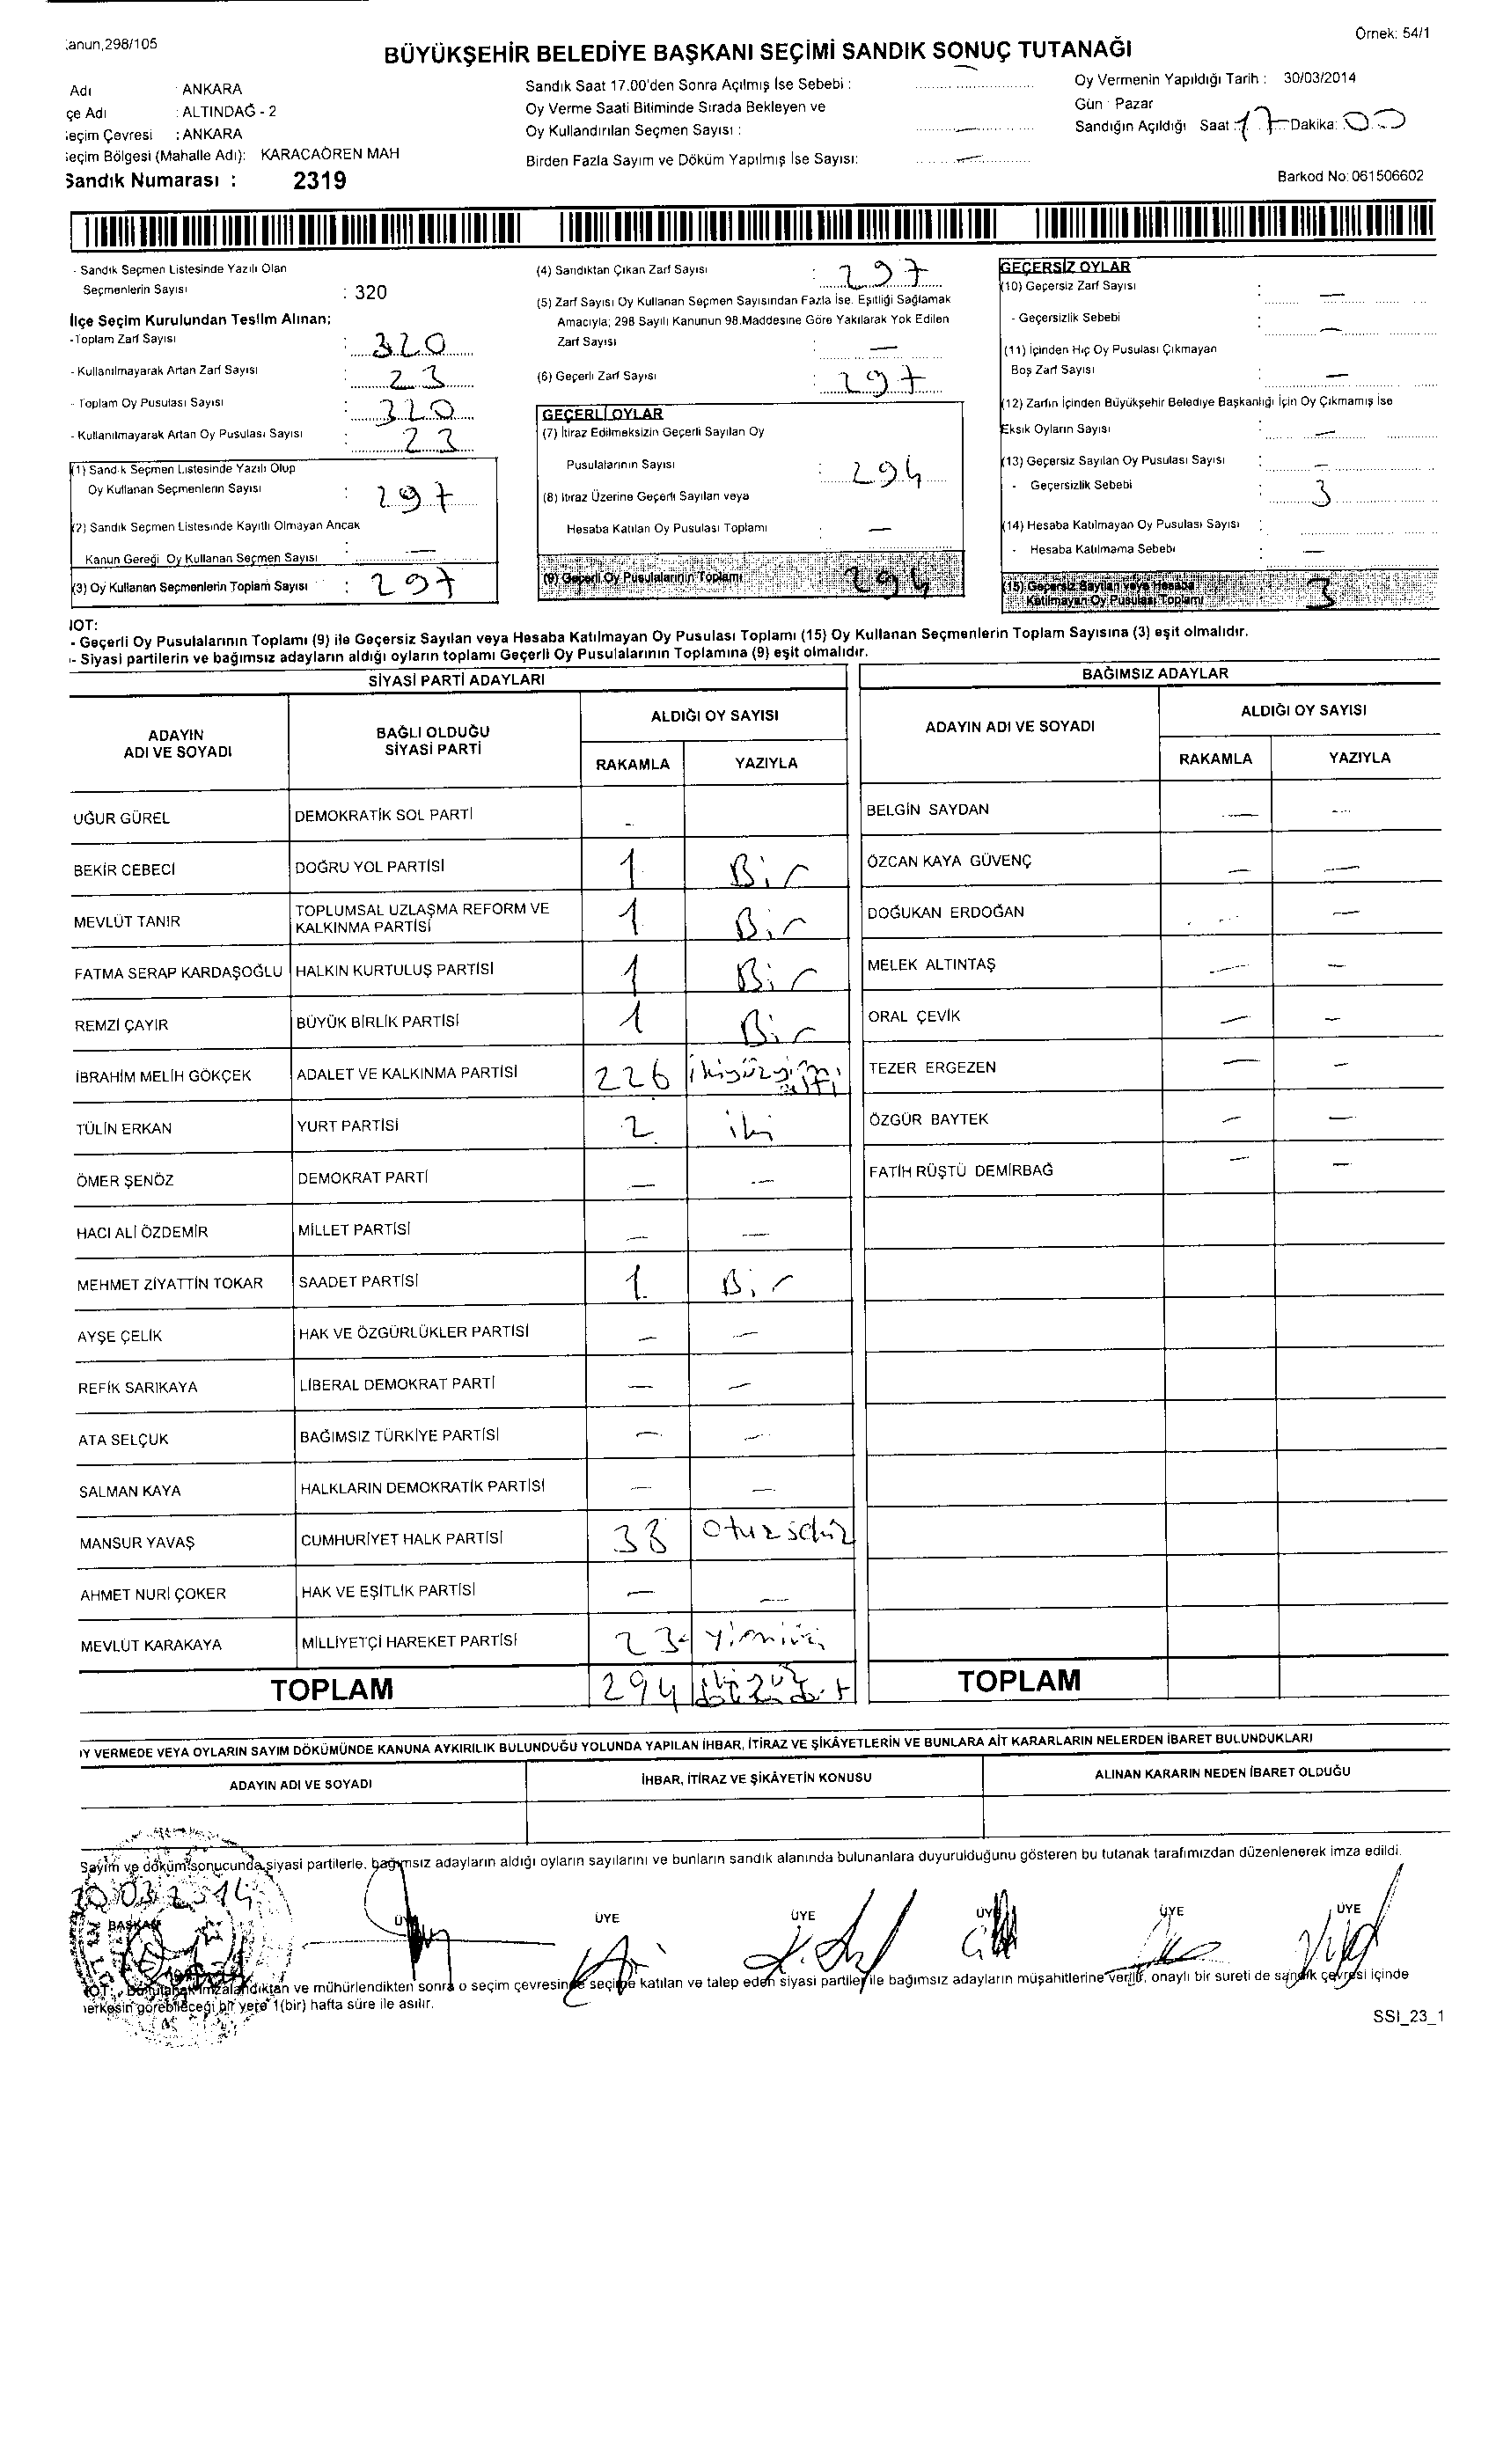 anun,298/105
Örnek: 54/1
BÜYÜKŞEHİR BELEDİYE BAŞKANI SEÇİMİ SANDIK SONUÇ TUTANAĞI
Adı : ANKARA
çe Adı : ALTINDAĞ - 2
eçim Çevresi : ANKARA
eçim Bölgesi (Mahalle Adı): KARACAÖREN MAH
Sandık Numarası : 2319
Sandık Saat 17.00'den Sonra Açılmış İse Sebebi : —
Oy Verme Saati Bitiminde Sırada Bekleyen ve
Oy Kullandırılan Seçmen Sayısı : —
Birden Fazla Sayım ve Döküm Yapılmış İse Sayısı: —
Oy Vermenin Yapıldığı Tarih : 30/03/2014
Gün : Pazar
Sandığın Açıldığı Saat : 17 Dakika: 00
Barkod No: 061506602
- Sandık Seçmen Listesinde Yazılı Olan
Seçmenlerin Sayısı : 320
İlçe Seçim Kurulundan Teslim Alınan;
-Toplam Zarf Sayısı : 320
- Kullanılmayarak Artan Zarf Sayısı : 23
- Toplam Oy Pusulası Sayısı : 320
- Kullanılmayarak Artan Oy Pusulası Sayısı : 23
(1) Sandık Seçmen Listesinde Yazılı Olup
Oy Kullanan Seçmenlerin Sayısı : 297
(2) Sandık Seçmen Listesinde Kayıtlı Olmayan Ancak
Kanun Gereği Oy Kullanan Seçmen Sayısı : —
(3) Oy Kullanan Seçmenlerin Toplam Sayısı : 297
(4) Sandıktan Çıkan Zarf Sayısı : 297
(5) Zarf Sayısı Oy Kullanan Seçmen Sayısından Fazla İse. Eşitliği Sağlamak
Amacıyla; 298 Sayılı Kanunun 98.Maddesine Göre Yakılarak Yok Edilen
Zarf Sayısı : —
(6) Geçerli Zarf Sayısı : 297
GEÇERLİ OYLAR
(7) İtiraz Edilmeksizin Geçerli Sayılan Oy
Pusulalarının Sayısı : 294
(8) İtiraz Üzerine Geçerli Sayılan veya
Hesaba Katılan Oy Pusulası Toplamı : —
(9) Geçerli Oy Pusulalarının Toplamı 294
GEÇERSİZ OYLAR
(10) Geçersiz Zarf Sayısı : —
- Geçersizlik Sebebi : —
(11) İçinden Hiç Oy Pusulası Çıkmayan
Boş Zarf Sayısı : —
(12) Zarfın İçinden Büyükşehir Belediye Başkanlığı İçin Oy Çıkmamış İse
Eksik Oyların Sayısı : —
(13) Geçersiz Sayılan Oy Pusulası Sayısı : —
- Geçersizlik Sebebi : 3
(14) Hesaba Katılmayan Oy Pusulası Sayısı :
- Hesaba Katılmama Sebebi : —
(15) Geçersiz Sayılan veya Hesaba
Katılmayan Oy Pusulası Toplamı 3
NOT:
- Geçerli Oy Pusulalarının Toplamı (9) ile Geçersiz Sayılan veya Hesaba Katılmayan Oy Pusulası Toplamı (15) Oy Kullanan Seçmenlerin Toplam Sayısına (3) eşit olmalıdır.
- Siyasi partilerin ve bağımsız adayların aldığı oyların toplamı Geçerli Oy Pusulalarının Toplamına (9) eşit olmalıdır.
SİYASİ PARTİ ADAYLARI
ADAYIN ADI VE SOYADI BAĞLI OLDUĞU SİYASİ PARTİ ALDIĞI OY SAYISI
RAKAMLA YAZIYLA
UĞUR GÜREL DEMOKRATİK SOL PARTİ -
BEKİR CEBECİ DOĞRU YOL PARTİSİ 1 Bir
MEVLÜT TANIR TOPLUMSAL UZLAŞMA REFORM VE KALKINMA PARTİSİ 1 Bir
FATMA SERAP KARDAŞOĞLU HALKIN KURTULUŞ PARTİSİ 1 Bir
REMZİ ÇAYIR BÜYÜK BİRLİK PARTİSİ 1 Bir
İBRAHİM MELİH GÖKÇEK ADALET VE KALKINMA PARTİSİ 226 ikiyüzyirmi altı
TÜLİN ERKAN YURT PARTİSİ 2 iki
ÖMER ŞENÖZ DEMOKRAT PARTİ — —
HACI ALİ ÖZDEMİR MİLLET PARTİSİ — —
MEHMET ZİYATTİN TOKAR SAADET PARTİSİ 1 Bir
AYŞE ÇELİK HAK VE ÖZGÜRLÜKLER PARTİSİ — —
REFİK SARIKAYA LİBERAL DEMOKRAT PARTİ — —
ATA SELÇUK BAĞIMSIZ TÜRKİYE PARTİSİ — —
SALMAN KAYA HALKLARIN DEMOKRATİK PARTİSİ — —
MANSUR YAVAŞ CUMHURİYET HALK PARTİSİ 38 Otuzsekiz
AHMET NURİ ÇOKER HAK VE EŞİTLİK PARTİSİ — —
MEVLÜT KARAKAYA MİLLİYETÇİ HAREKET PARTİSİ 23
TOPLAM 294
BAĞIMSIZ ADAYLAR
ADAYIN ADI VE SOYADI ALDIĞI OY SAYISI
RAKAMLA YAZIYLA
BELGİN SAYDAN — —
ÖZCAN KAYA GÜVENÇ — —
DOĞUKAN ERDOĞAN — —
MELEK ALTINTAŞ — —
ORAL ÇEVİK — —
TEZER ERGEZEN — —
ÖZGÜR BAYTEK — —
FATİH RÜŞTÜ DEMİRBAĞ — —
TOPLAM
Y VERMEDE VEYA OYLARIN SAYIM DÖKÜMÜNDE KANUNA AYKIRILIK BULUNDUĞU YOLUNDA YAPILAN İHBAR, İTİRAZ VE ŞİKÂYETLERİN VE BUNLARA AİT KARARLARIN NELERDEN İBARET BULUNDUKLARI
ADAYIN ADI VE SOYADI İHBAR, İTİRAZ VE ŞİKÂYETİN KONUSU ALINAN KARARIN NEDEN İBARET OLDUĞU
Sayım ve döküm sonucunda siyasi partilerle, bağımsız adayların aldığı oyların sayılarını ve bunların sandık alanında bulunanlara duyurulduğunu gösteren bu tutanak tarafımızdan düzenlenerek imza edildi.
30.03.2014
BAŞKAN ÜYE ÜYE ÜYE ÜYE ÜYE ÜYE
NOT: Bu tutanak imzalandıktan ve mühürlendikten sonra o seçim çevresinde seçime katılan ve talep eden siyasi partiler ile bağımsız adayların müşahitlerine verilir, onaylı bir sureti de sandık çevresi içinde
herkesin görebileceği bir yere 1(bir) hafta süre ile asılır.
SSI_23_1